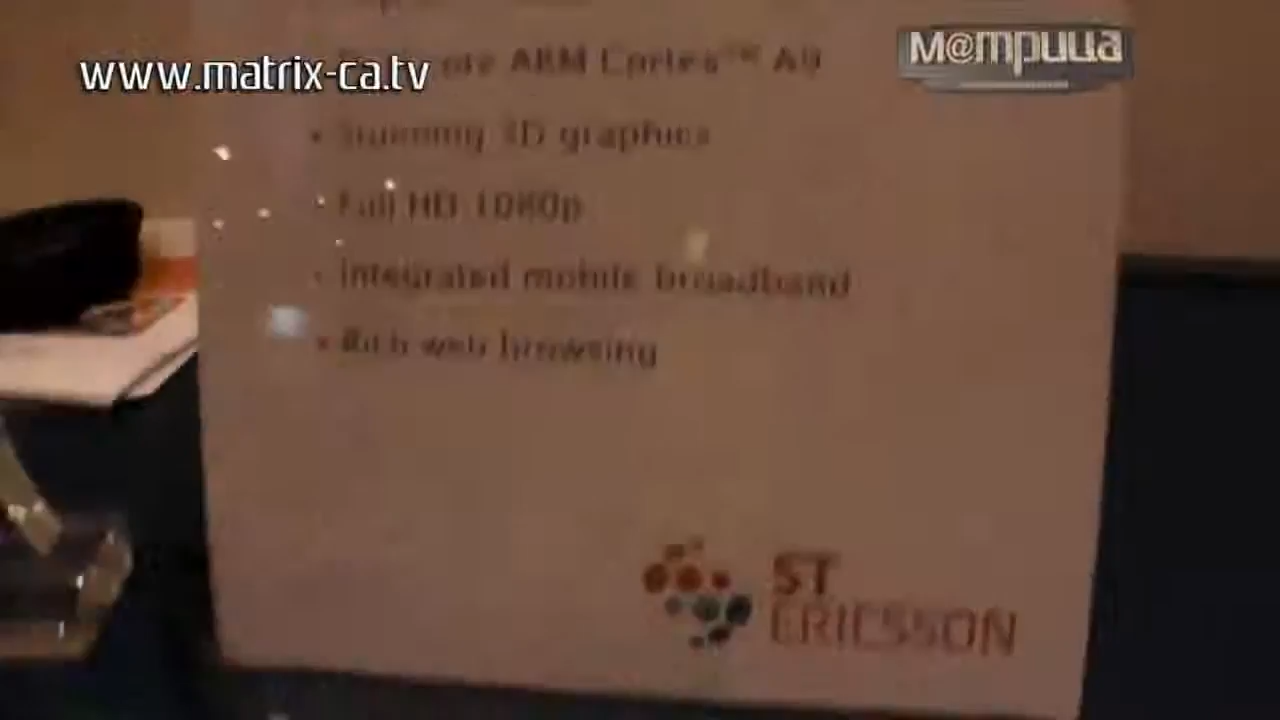 www.matrix-ca.tv
м@трица
ARM Cortex™ A9
• Stunning 3D graphics
• Full HD 1080p
• Integrated mobile broadband
• Rich web browsing
ST
ERICSSON